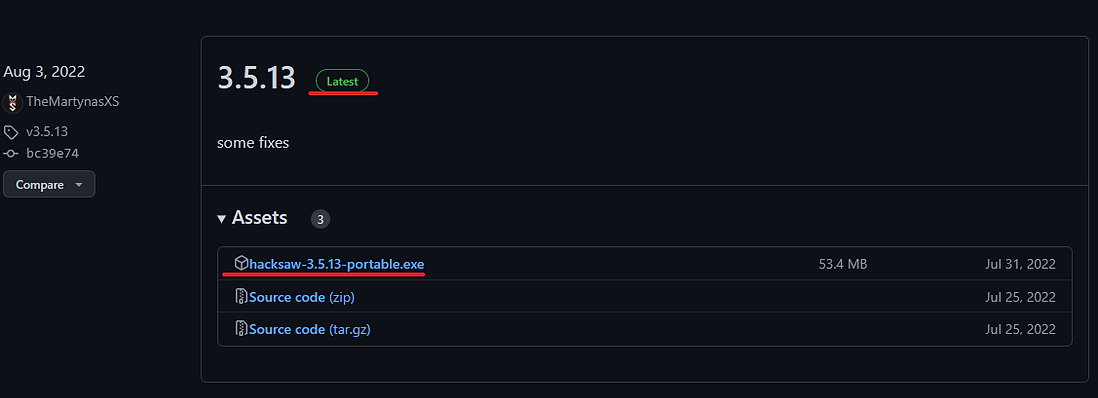 Aug 3, 2022
TheMartynasXS
v3.5.13
bc39e74
Compare
3.5.13 Latest
some fixes
Assets 3
hacksaw-3.5.13-portable.exe 53.4 MB Jul 31, 2022
Source code (zip) Jul 25, 2022
Source code (tar.gz) Jul 25, 2022